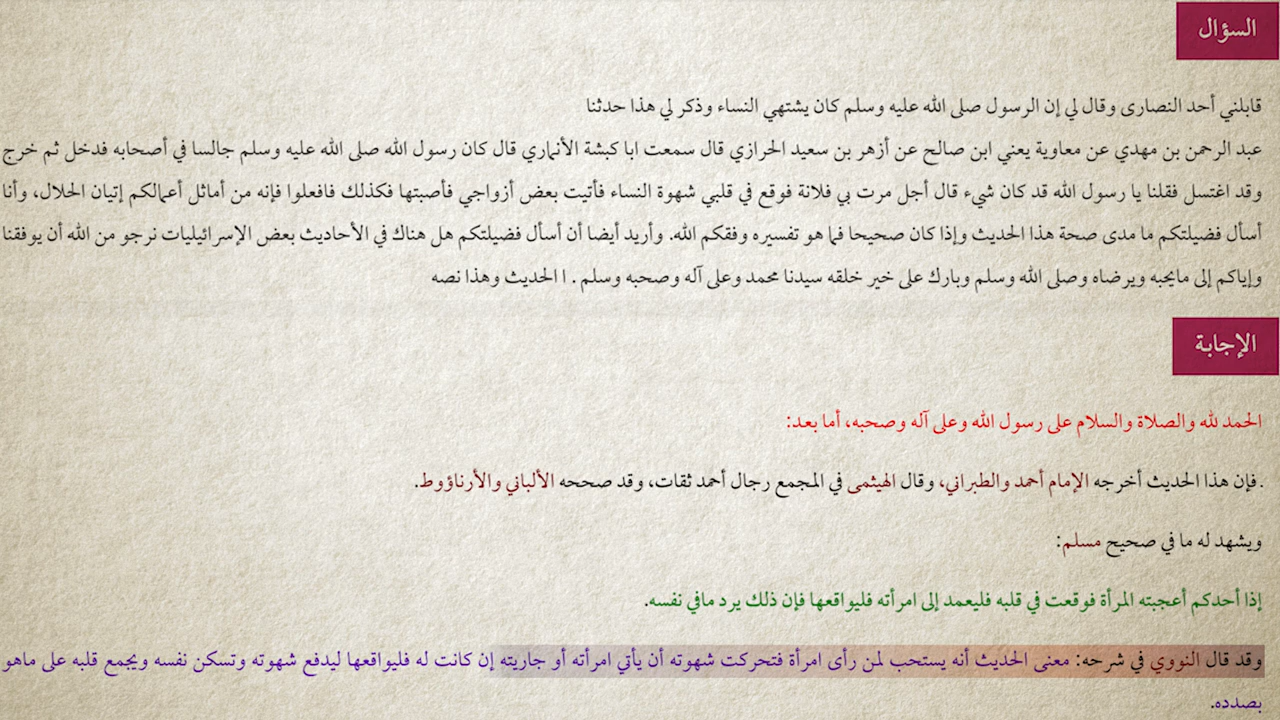 السؤال
قابلني أحد النصارى وقال لي إن الرسول صلى الله عليه وسلم كان يشتهي النساء وذكر لي هذا حدثنا
عبد الرحمن بن مهدي عن معاوية يعني ابن صالح عن أزهر بن سعيد الحرازي قال سمعت ابا كبشة الأنماري قال كان رسول الله صلى الله عليه وسلم جالسا في أصحابه فدخل ثم خرج
وقد اغتسل فقلنا يا رسول الله قد كان شيء قال أجل مرت بي فلانة فوقع في قلبي شهوة النساء فأتيت بعض أزواجي فأصبتها فكذلك فافعلوا فإنه من أماثل أعمالكم إتيان الحلال، وأنا
أسأل فضيلتكم ما مدى صحة هذا الحديث وإذا كان صحيحا فما هو تفسيره وفقكم الله. وأريد أيضا أن أسأل فضيلتكم هل هناك في الأحاديث بعض الإسرائيليات نرجو من الله أن يوفقنا
وإياكم إلى مايحبه ويرضاه وصلى الله وسلم وبارك على خير خلقه سيدنا محمد وعلى آله وصحبه وسلم . ا الحديث وهذا نصه
الإجابة
الحمد لله والصلاة والسلام على رسول الله وعلى آله وصحبه، أما بعد:
. فإن هذا الحديث أخرجه الإمام أحمد والطبراني، وقال الهيثمى في المجمع رجال أحمد ثقات، وقد صححه الألباني والأرناؤوط.
ويشهد له ما في صحيح مسلم:
إذا أحدكم أعجبته المرأة فوقعت في قلبه فليعمد إلى امرأته فليواقعها فإن ذلك يرد مافي نفسه.
وقد قال النووي في شرحه: معنى الحديث أنه يستحب لمن رأى امرأة فتحركت شهوته أن يأتي امرأته أو جاريته إن كانت له فليواقعها ليدفع شهوته وتسكن نفسه ويجمع قلبه على ماهو
بصدده.